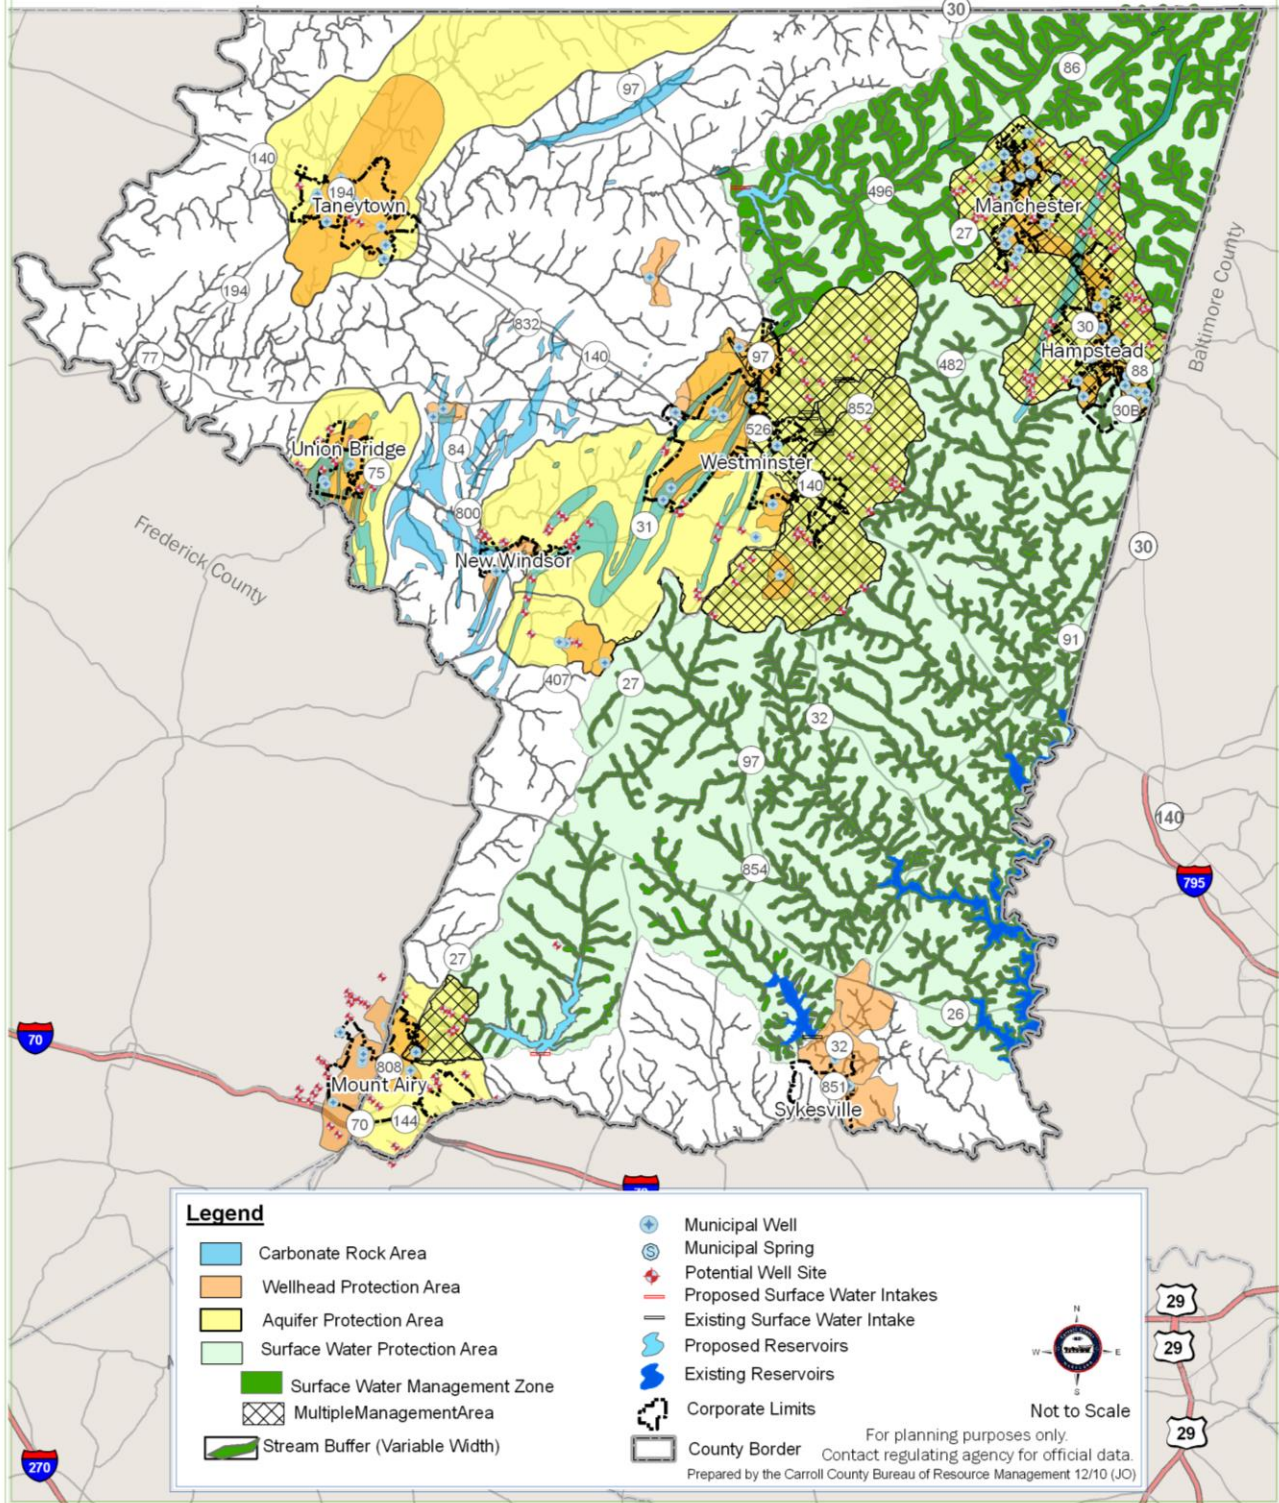 30
86
97
140
194
Taneytown
496
Manchester
27
Baltimore County
194
832
140
77
97
30
Hampstead
482
88
30B
852
526
Union Bridge
75
84
Westminster
140
800
31
Frederick County
New Windsor
30
91
407
27
32
97
140
854
795
27
26
70
32
808
Mount Airy
851
Sykesville
70
144
Legend
Carbonate Rock Area
Wellhead Protection Area
Aquifer Protection Area
Surface Water Protection Area
Surface Water Management Zone
MultipleManagementArea
Stream Buffer (Variable Width)
Municipal Well
S
Municipal Spring
Potential Well Site
Proposed Surface Water Intakes
Existing Surface Water Intake
Proposed Reservoirs
Existing Reservoirs
Corporate Limits
County Border
N
W
E
S
Not to Scale
For planning purposes only.
Contact regulating agency for official data.
Prepared by the Carroll County Bureau of Resource Management 12/10 (JO)
29
29
29
270